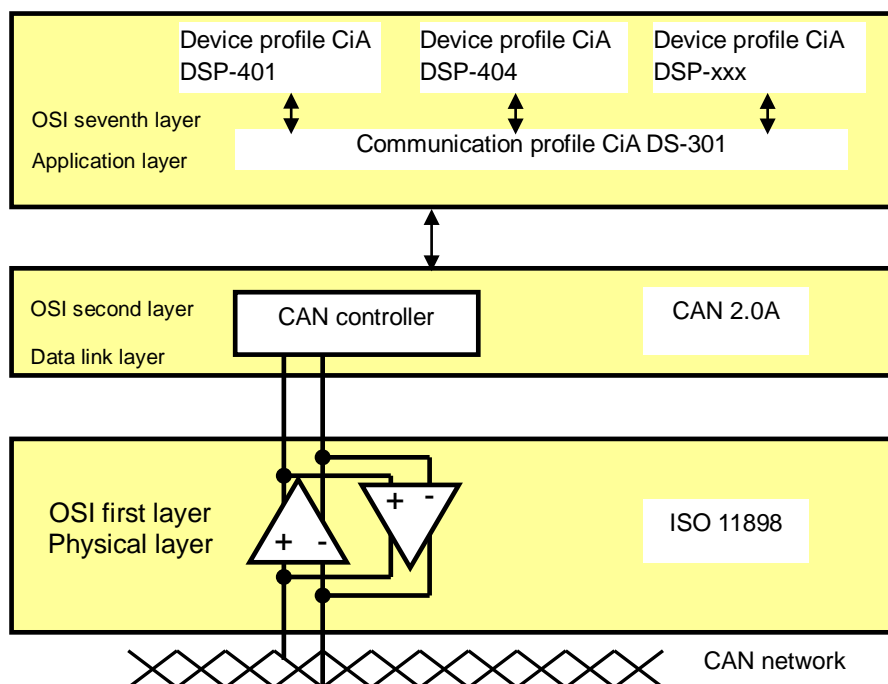 Device profile CiA
DSP-401
Device profile CiA
DSP-404
Device profile CiA
DSP-xxx
OSI seventh layer
Application layer
Communication profile CiA DS-301
OSI second layer
Data link layer
CAN controller
CAN 2.0A
OSI first layer
Physical layer
+ -
+ -
ISO 11898
CAN network